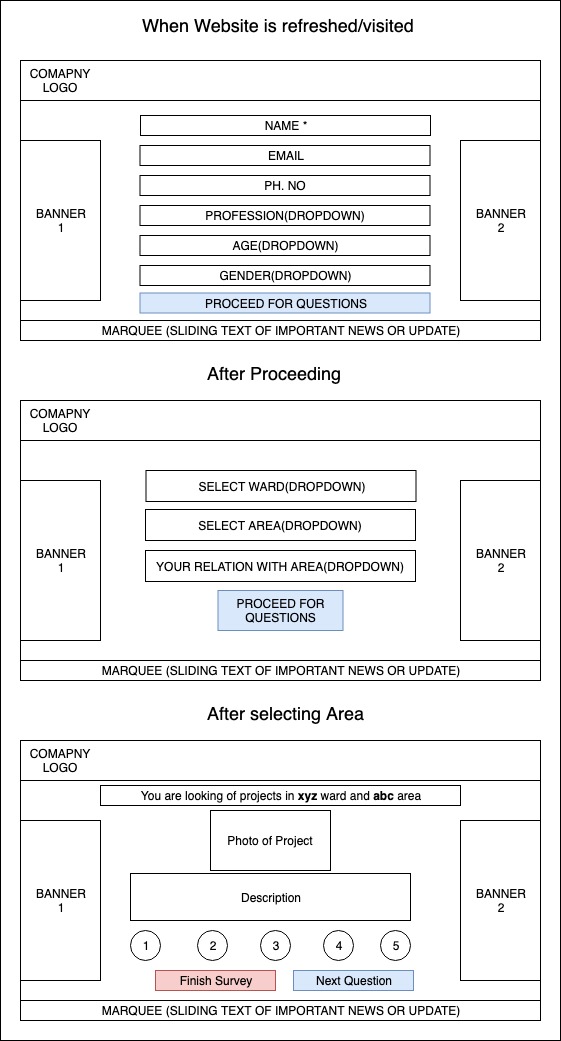 When Website is refreshed/visited
COMAPNY
LOGO
NAME *
EMAIL
PH. NO
PROFESSION(DROPDOWN)
AGE(DROPDOWN)
GENDER(DROPDOWN)
PROCEED FOR QUESTIONS
BANNER
1
BANNER
2
MARQUEE (SLIDING TEXT OF IMPORTANT NEWS OR UPDATE)
After Proceeding
COMAPNY
LOGO
SELECT WARD(DROPDOWN)
SELECT AREA(DROPDOWN)
YOUR RELATION WITH AREA(DROPDOWN)
PROCEED FOR
QUESTIONS
BANNER
1
BANNER
2
MARQUEE (SLIDING TEXT OF IMPORTANT NEWS OR UPDATE)
After selecting Area
COMAPNY
LOGO
You are looking of projects in xyz ward and abc area
Photo of Project
Description
BANNER
1
BANNER
2
1 2 3 4 5
Finish Survey
Next Question
MARQUEE (SLIDING TEXT OF IMPORTANT NEWS OR UPDATE)